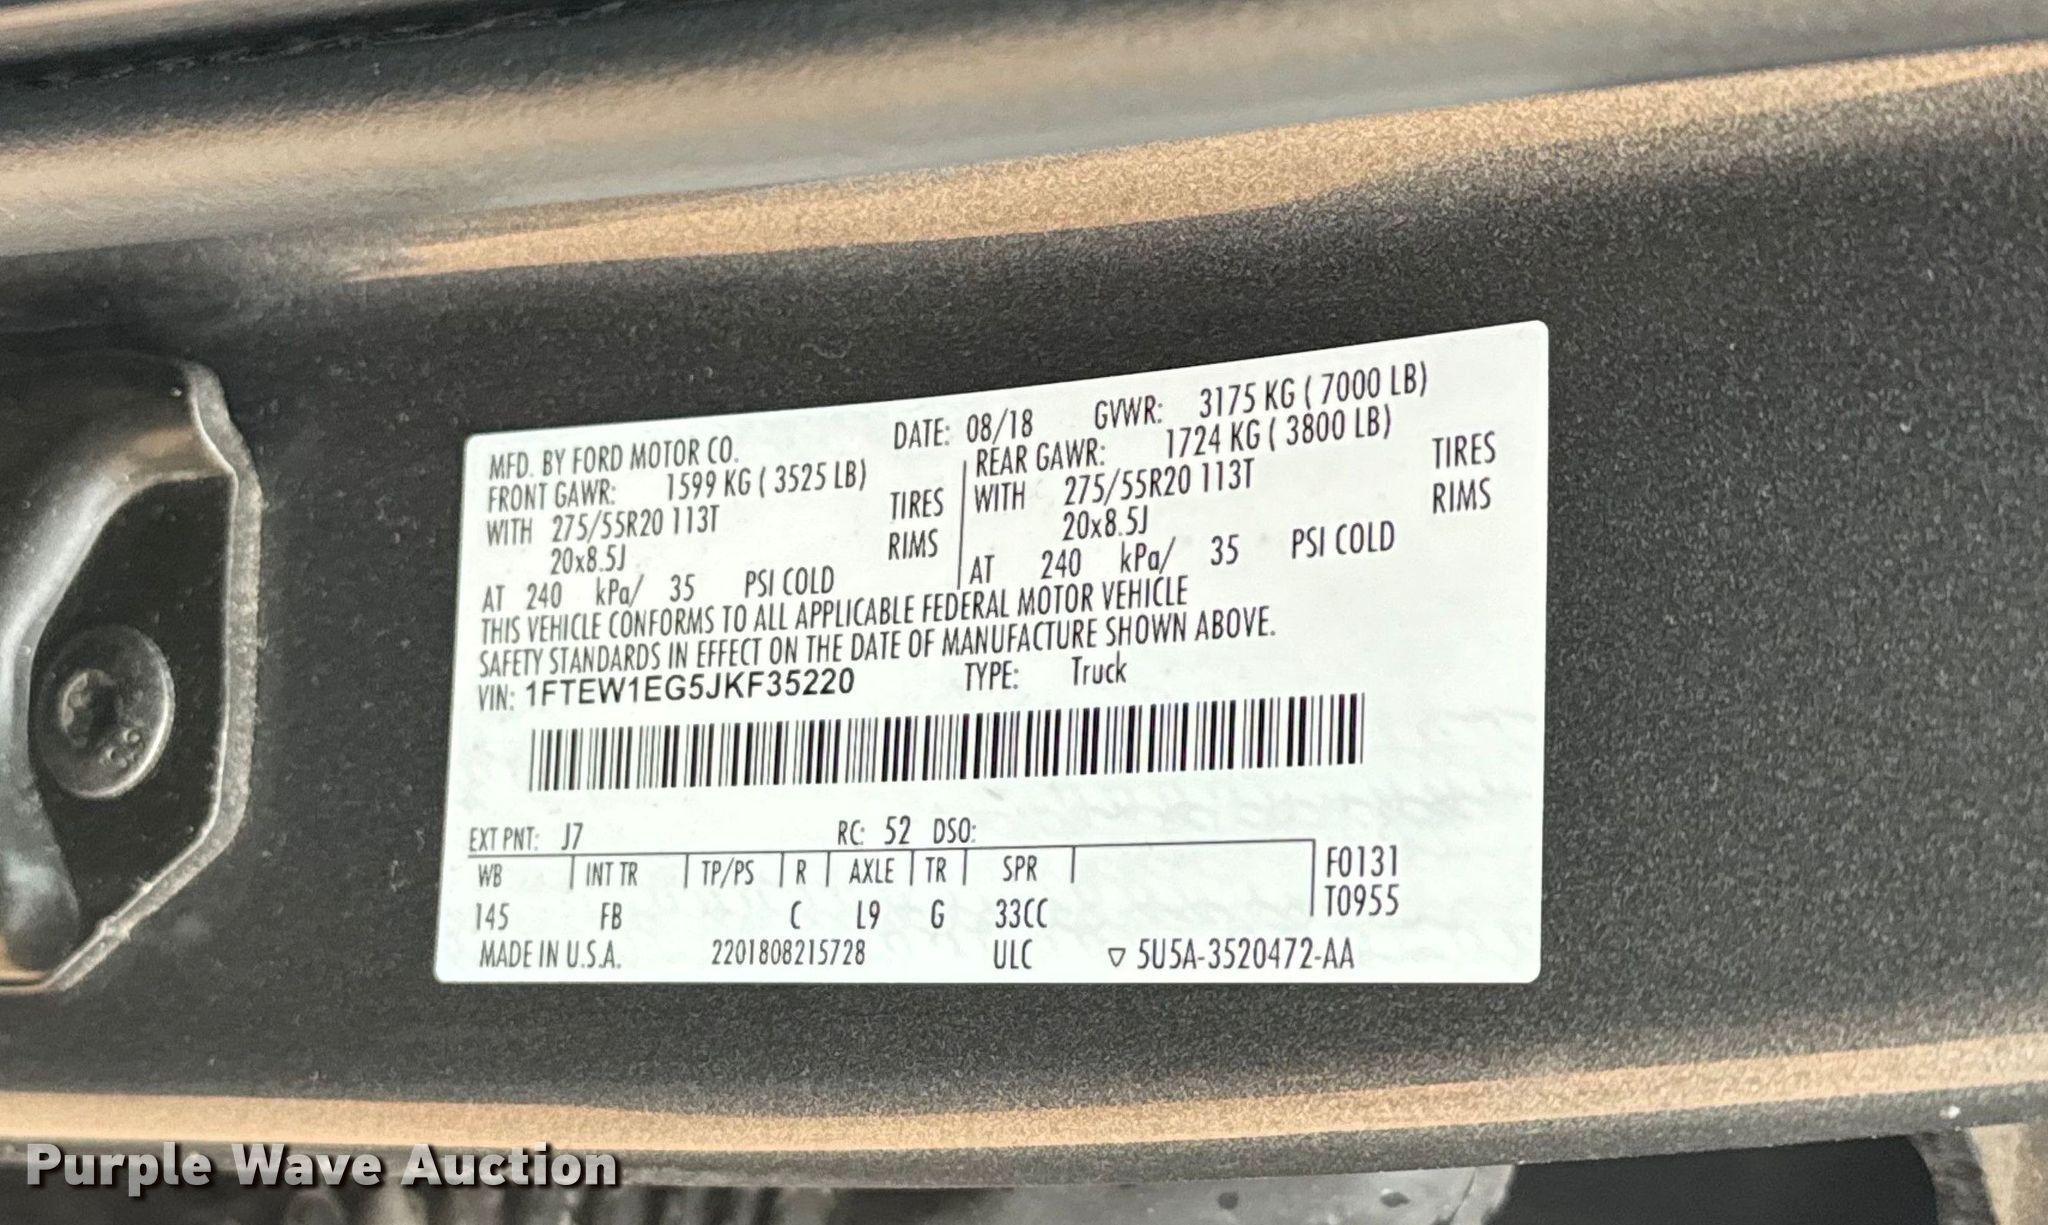 MFD. BY FORD MOTOR CO. DATE: 08/18 GVWR: 3175 KG ( 7000 LB)
FRONT GAWR: 1599 KG ( 3525 LB) REAR GAWR: 1724 KG ( 3800 LB)
WITH 275/55R20 113T TIRES WITH 275/55R20 113T TIRES
20x8.5J RIMS 20x8.5J RIMS
AT 240 kPa/ 35 PSI COLD AT 240 kPa/ 35 PSI COLD
THIS VEHICLE CONFORMS TO ALL APPLICABLE FEDERAL MOTOR VEHICLE
SAFETY STANDARDS IN EFFECT ON THE DATE OF MANUFACTURE SHOWN ABOVE.
VIN: 1FTEW1EG5JKF35220 TYPE: Truck
EXT PNT: J7 RC: 52 DSO:
WB INT TR TP/PS R AXLE TR SPR F0131
145 FB C L9 G 33CC T0955
MADE IN U.S.A. 2201808215728 ULC ▽ 5U5A-3520472-AA
Purple Wave Auction